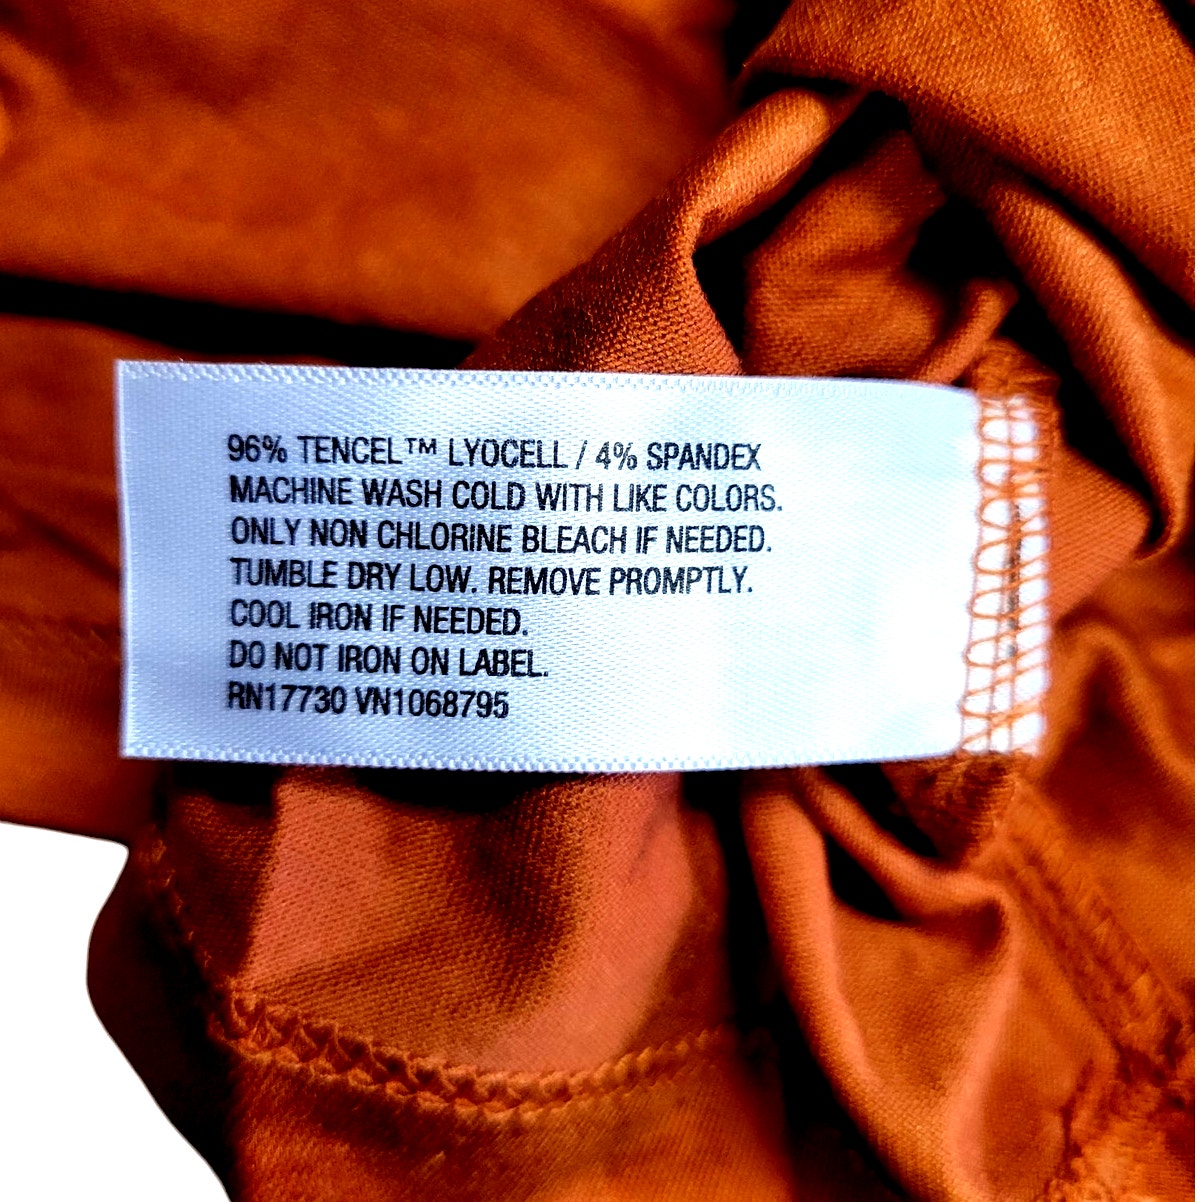 96% TENCEL™ LYOCELL / 4% SPANDEX
MACHINE WASH COLD WITH LIKE COLORS.
ONLY NON CHLORINE BLEACH IF NEEDED.
TUMBLE DRY LOW. REMOVE PROMPTLY.
COOL IRON IF NEEDED.
DO NOT IRON ON LABEL.
RN17730 VN1068795